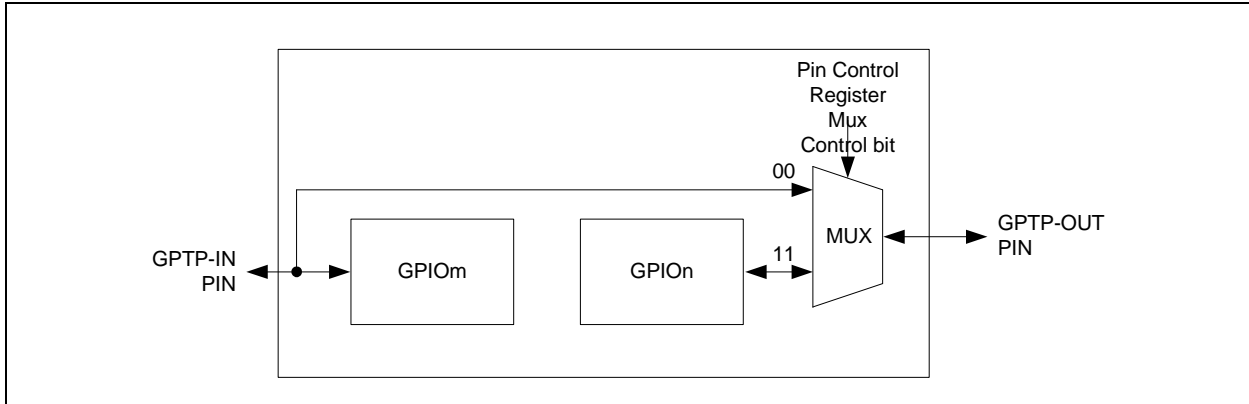 Pin Control
Register
Mux
Control bit
00
GPTP-IN
PIN
GPIOm
GPIOn
11
MUX
GPTP-OUT
PIN